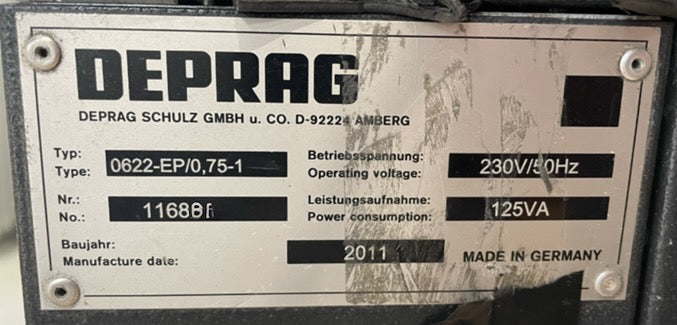 DEPRAG
DEPRAG SCHULZ GMBH u. CO. D-92224 AMBERG
Typ:
Type: 0622-EP/0,75-1
Betriebsspannung:
Operating voltage: 230V/50Hz
Nr.:
No.:
Leistungsaufnahme:
Power consumption: 125VA
Baujahr:
Manufacture date: 2011
MADE IN GERMANY